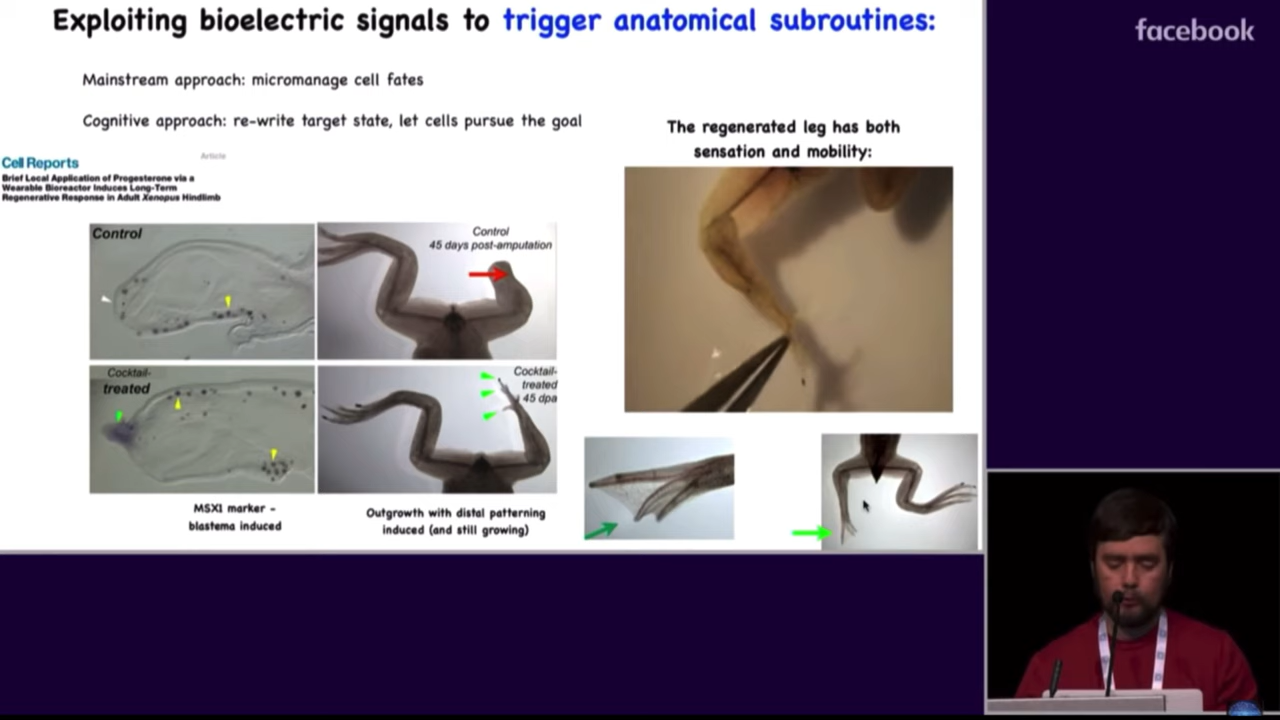 Exploiting bioelectric signals to trigger anatomical subroutines:
facebook
Mainstream approach: micromanage cell fates
Cognitive approach: re-write target state, let cells pursue the goal
Cell Reports
Article
Brief Local Application of Progesterone via a
Wearable Bioreactor Induces Long-Term
Regenerative Response in Adult Xenopus Hindlimb
The regenerated leg has both
sensation and mobility:
Control
Control
45 days post-amputation
Cocktail-
treated
Cocktail-
treated
45 dpa
MSX1 marker -
blastema induced
Outgrowth with distal patterning
induced (and still growing)